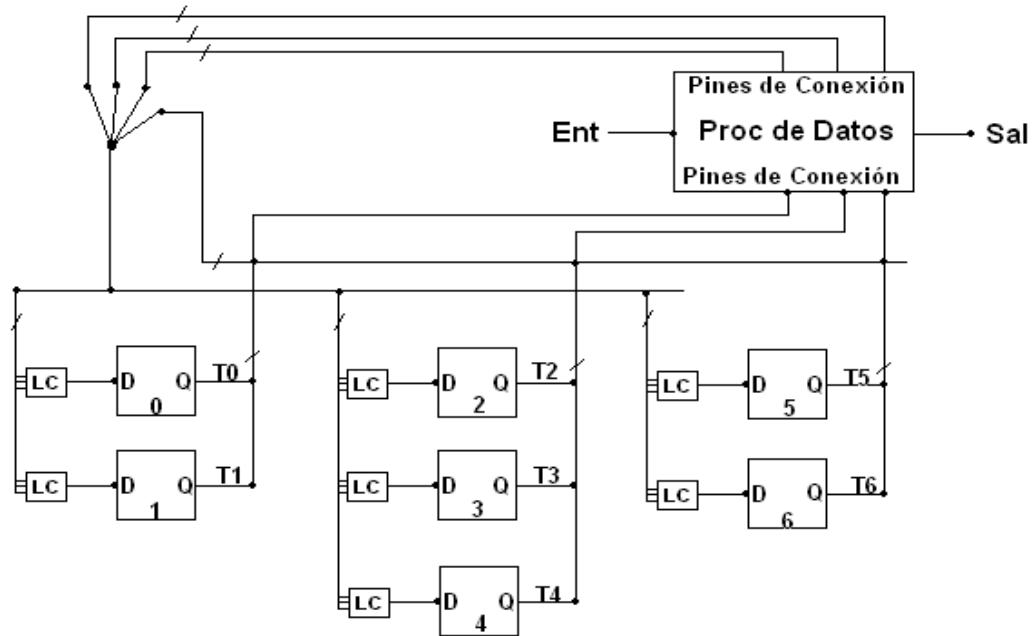 Pines de Conexión
Ent
Proc de Datos
Sal
Pines de Conexión
LC
D
Q
0
T0
LC
D
Q
2
T2
LC
D
Q
5
T5
LC
D
Q
1
T1
LC
D
Q
3
T3
LC
D
Q
6
T6
LC
D
Q
4
T4